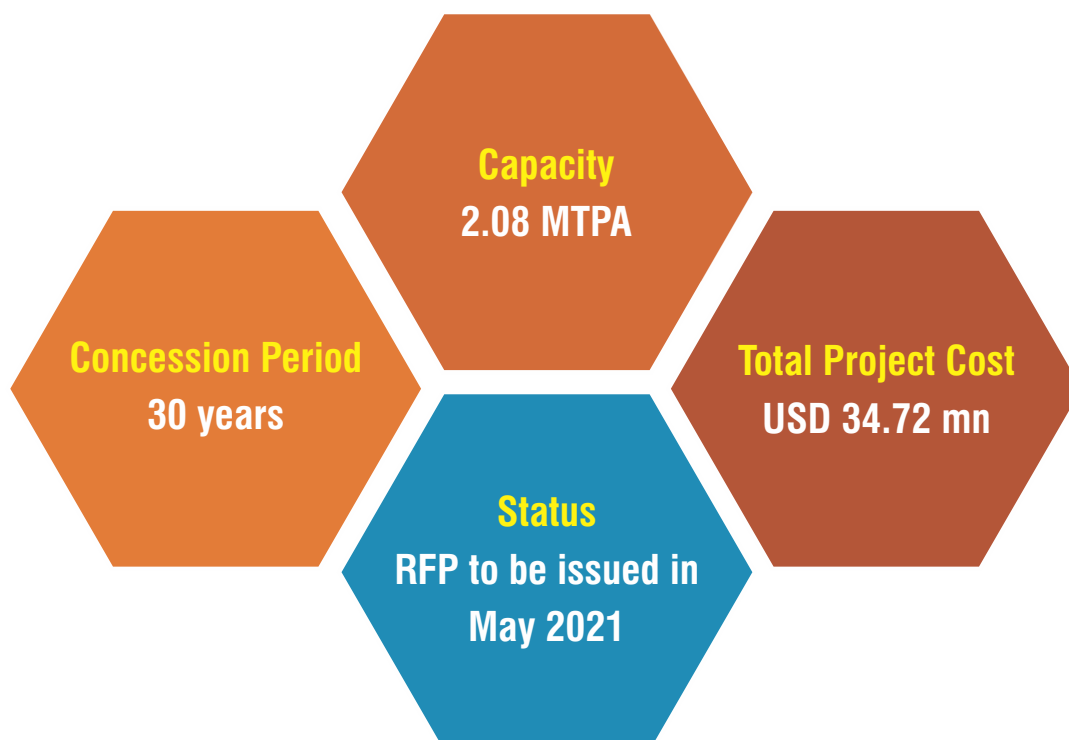 Capacity
2.08 MTPA
Concession Period
30 years
Total Project Cost
USD 34.72 mn
Status
RFP to be issued in
May 2021